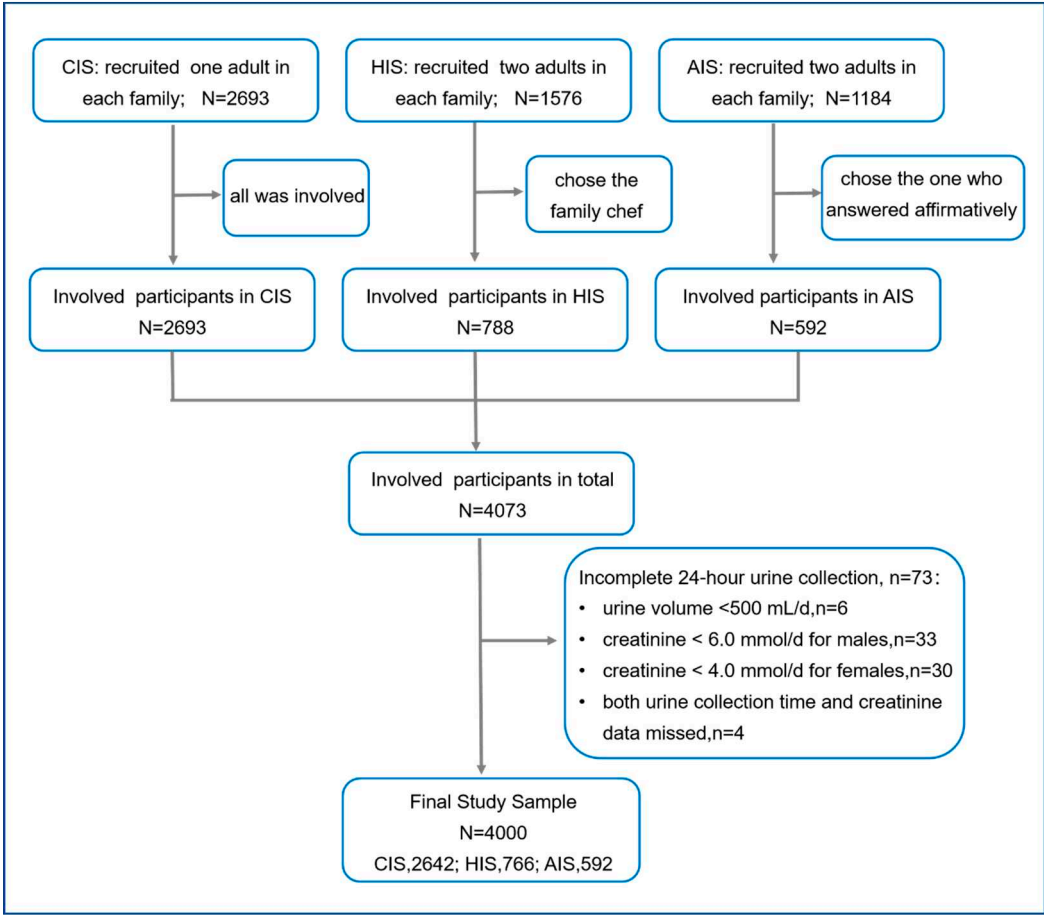 CIS: recruited one adult in
each family; N=2693
HIS: recruited two adults in
each family; N=1576
AIS: recruited two adults in
each family; N=1184
all was involved
chose the
family chef
chose the one who
answered affirmatively
Involved participants in CIS
N=2693
Involved participants in HIS
N=788
Involved participants in AIS
N=592
Involved participants in total
N=4073
Incomplete 24-hour urine collection, n=73:
• urine volume <500 mL/d,n=6
• creatinine < 6.0 mmol/d for males,n=33
• creatinine < 4.0 mmol/d for females,n=30
• both urine collection time and creatinine
data missed,n=4
Final Study Sample
N=4000
CIS,2642; HIS,766; AIS,592